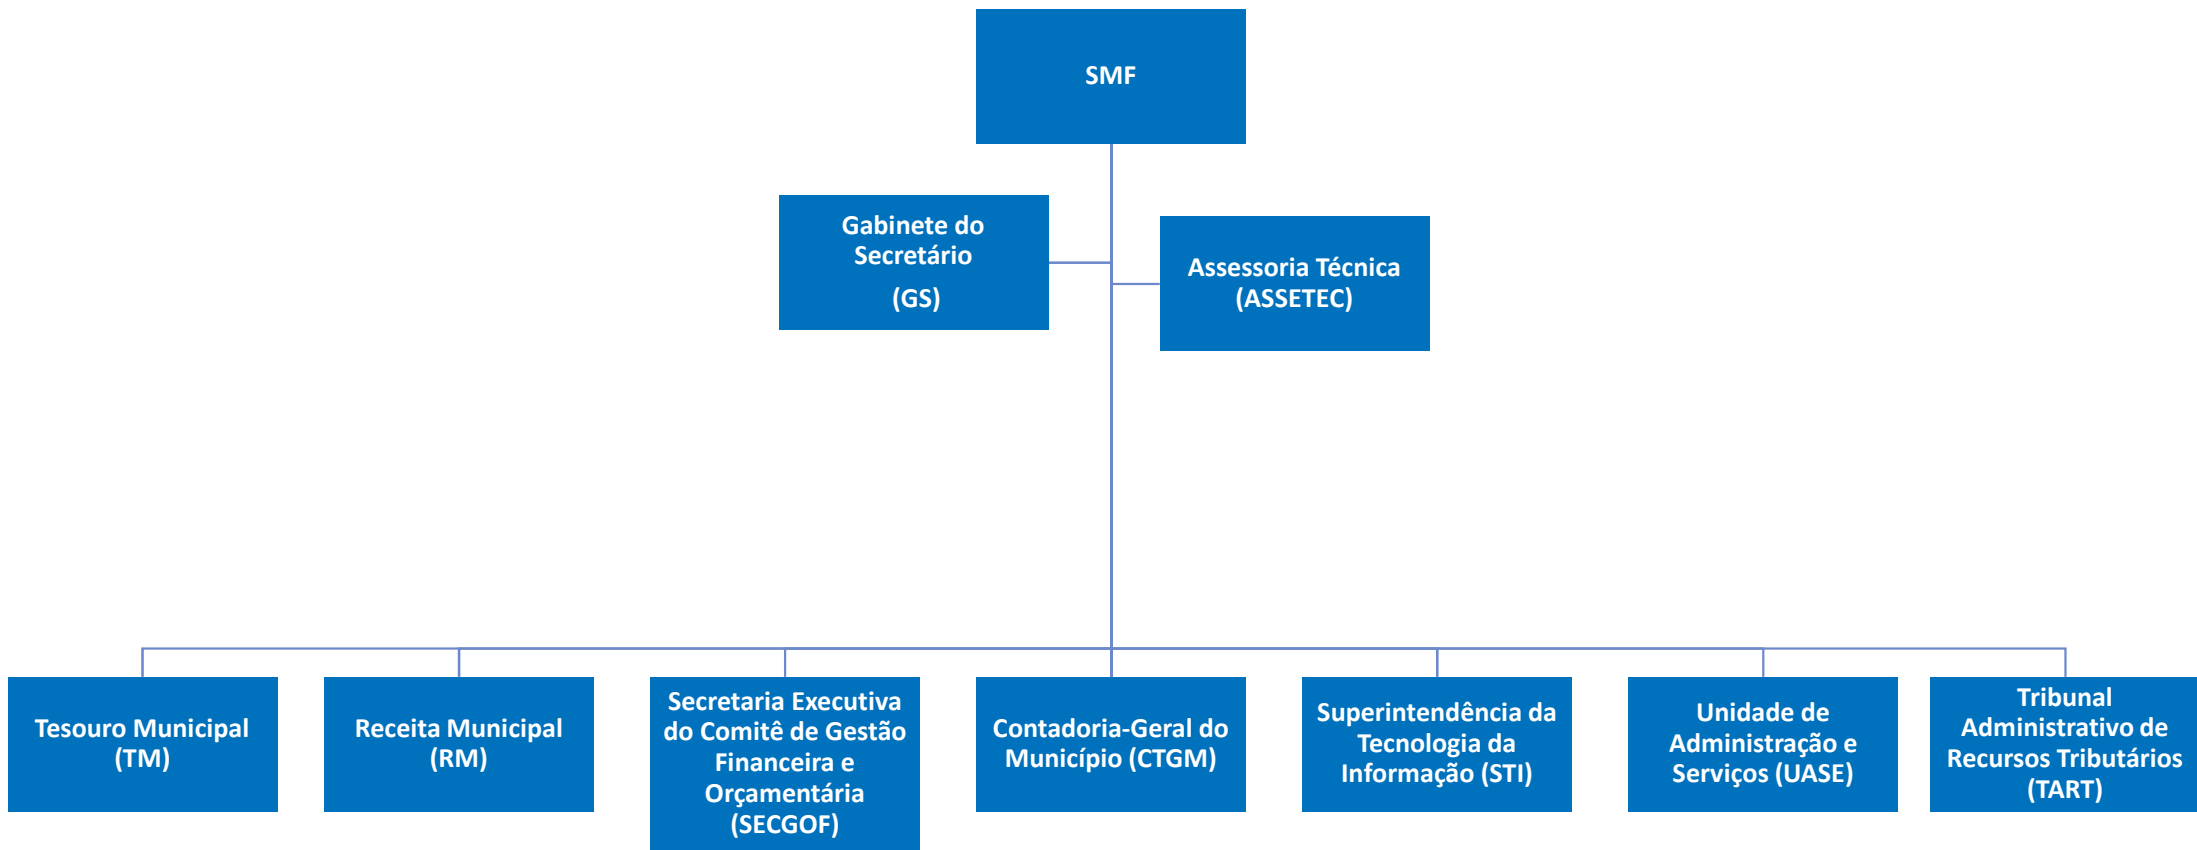 SMF
Gabinete do
Secretário
(GS)
Assessoria Técnica
(ASSETEC)
Tesouro Municipal
(TM)
Receita Municipal
(RM)
Secretaria Executiva
do Comitê de Gestão
Financeira e
Orçamentária
(SECGOF)
Contadoria-Geral do
Município (CTGM)
Superintendência da
Tecnologia da
Informação (STI)
Unidade de
Administração e
Serviços (UASE)
Tribunal
Administrativo de
Recursos Tributários
(TART)